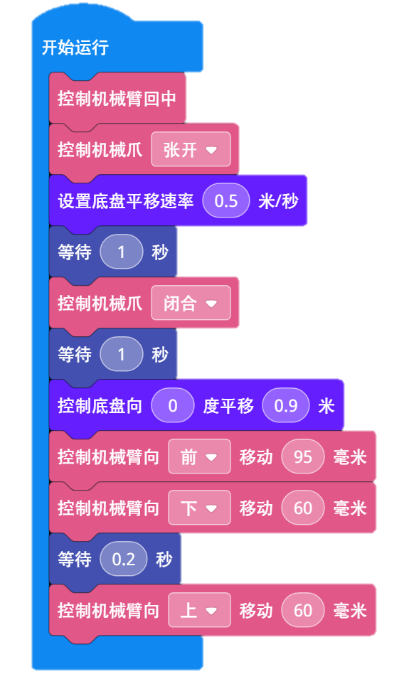 开始运行
控制机械臂回中
控制机械爪 张开
设置底盘平移速率 0.5 米/秒
等待 1 秒
控制机械爪 闭合
等待 1 秒
控制底盘向 0 度平移 0.9 米
控制机械臂向 前 移动 95 毫米
控制机械臂向 下 移动 60 毫米
等待 0.2 秒
控制机械臂向 上 移动 60 毫米